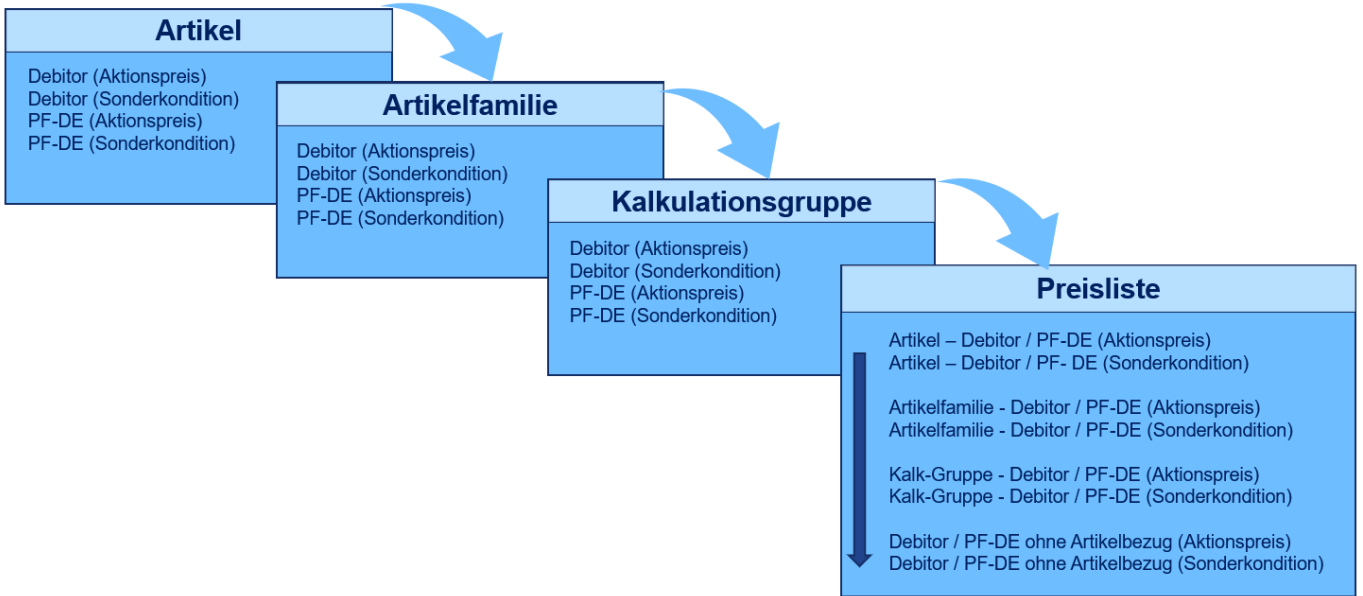 Artikel
Debitor (Aktionspreis)
Debitor (Sonderkondition)
PF-DE (Aktionspreis)
PF-DE (Sonderkondition)
Artikelfamilie
Debitor (Aktionspreis)
Debitor (Sonderkondition)
PF-DE (Aktionspreis)
PF-DE (Sonderkondition)
Kalkulationsgruppe
Debitor (Aktionspreis)
Debitor (Sonderkondition)
PF-DE (Aktionspreis)
PF-DE (Sonderkondition)
Preisliste
Artikel – Debitor / PF-DE (Aktionspreis)
Artikel – Debitor / PF- DE (Sonderkondition)
Artikelfamilie - Debitor / PF-DE (Aktionspreis)
Artikelfamilie - Debitor / PF-DE (Sonderkondition)
Kalk-Gruppe - Debitor / PF-DE (Aktionspreis)
Kalk-Gruppe - Debitor / PF-DE (Sonderkondition)
Debitor / PF-DE ohne Artikelbezug (Aktionspreis)
Debitor / PF-DE ohne Artikelbezug (Sonderkondition)